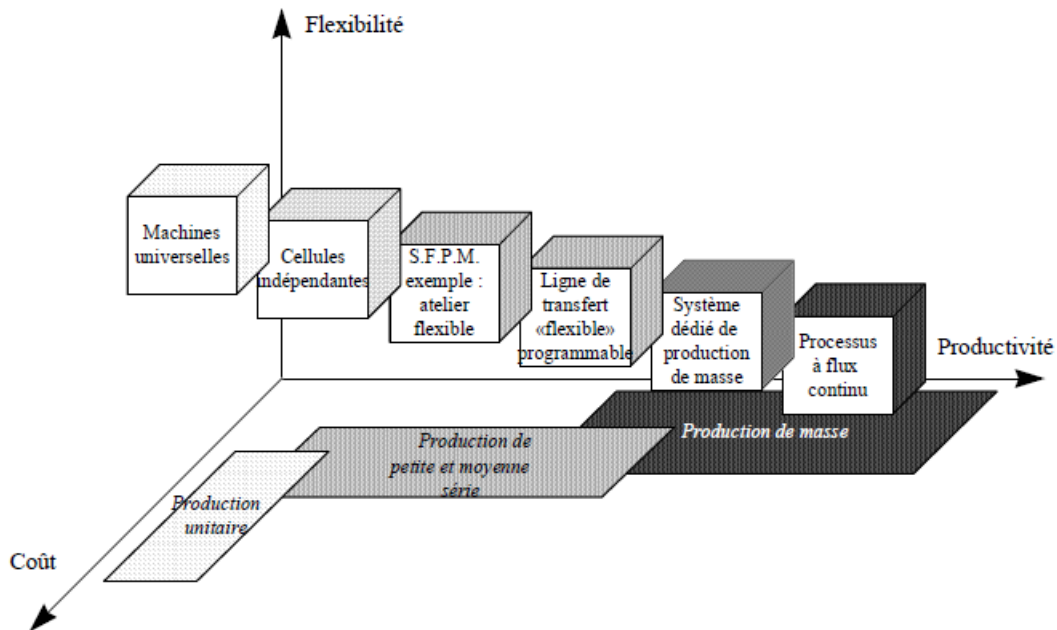 Flexibilité
Machines
universelles
Cellules
indépendantes
S.F.P.M.
exemple :
atelier
flexible
Ligne de
transfert
«flexible»
programmable
Système
dédié de
production
de masse
Processus
à flux
continu
Productivité
Production de masse
Production de
petite et moyenne
série
Production
unitaire
Coût